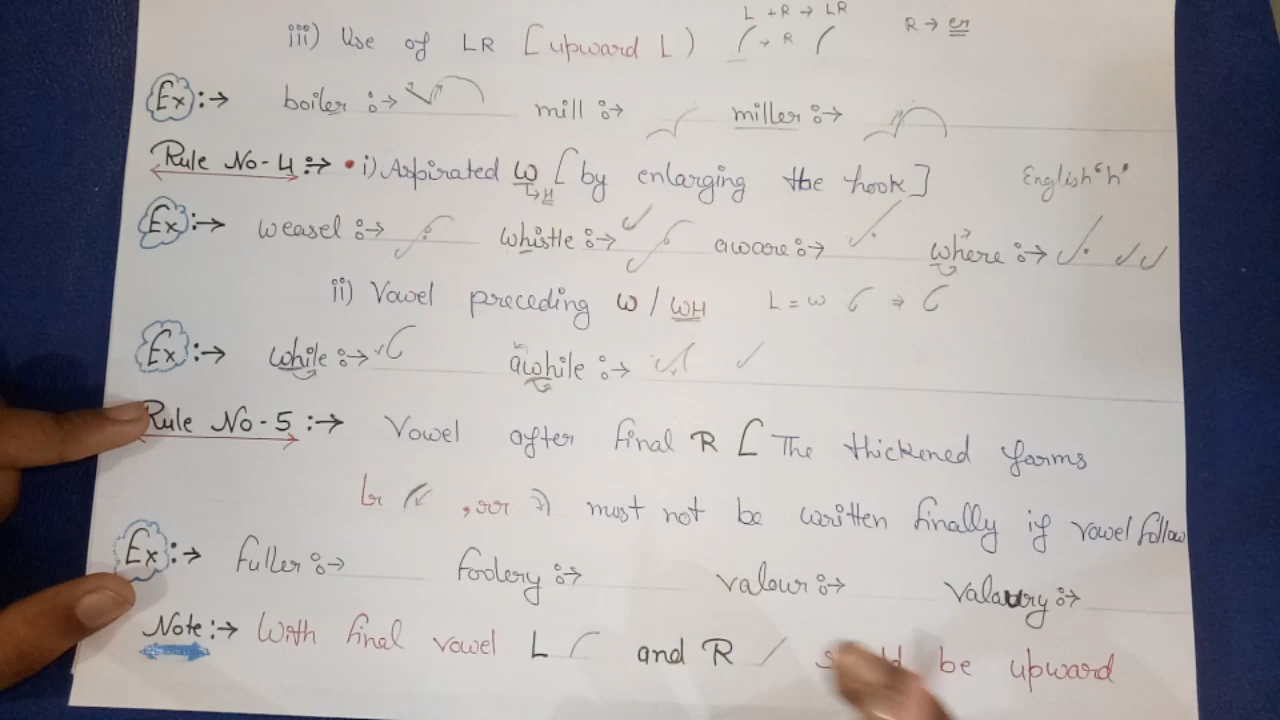 L + R → LR
iii) Use of LR [upward L) → R R → er
Ex :→ boiler :→ mill :→ miller :→
Rule No-4 :→ • i) Aspirated W [by enlarging the hook] English "h"
H
Ex :→ weasel :→ whistle :→ aware :→ where :→
ii) Vowel preceding W / WH L = W ⇒
Ex :→ while :→ awhile :→
Rule No-5 :→ Vowel after final R [The thickened forms
lr , rr must not be written finally if vowel follow
Ex :→ fuller :→ foolery :→ valour :→ valaury :→
Note :→ With final vowel L and R be upward